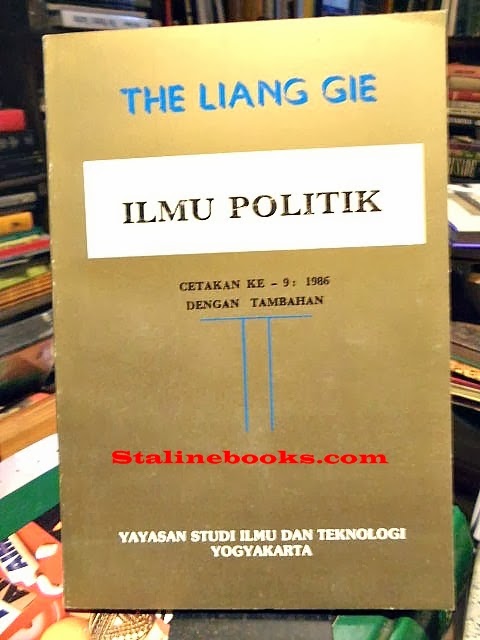 THE LIANG GIE
ILMU POLITIK
CETAKAN KE - 9 : 1986
DENGAN TAMBAHAN
Stalinebooks.com
YAYASAN STUDI ILMU DAN TEKNOLOGI
YOGYAKARTA